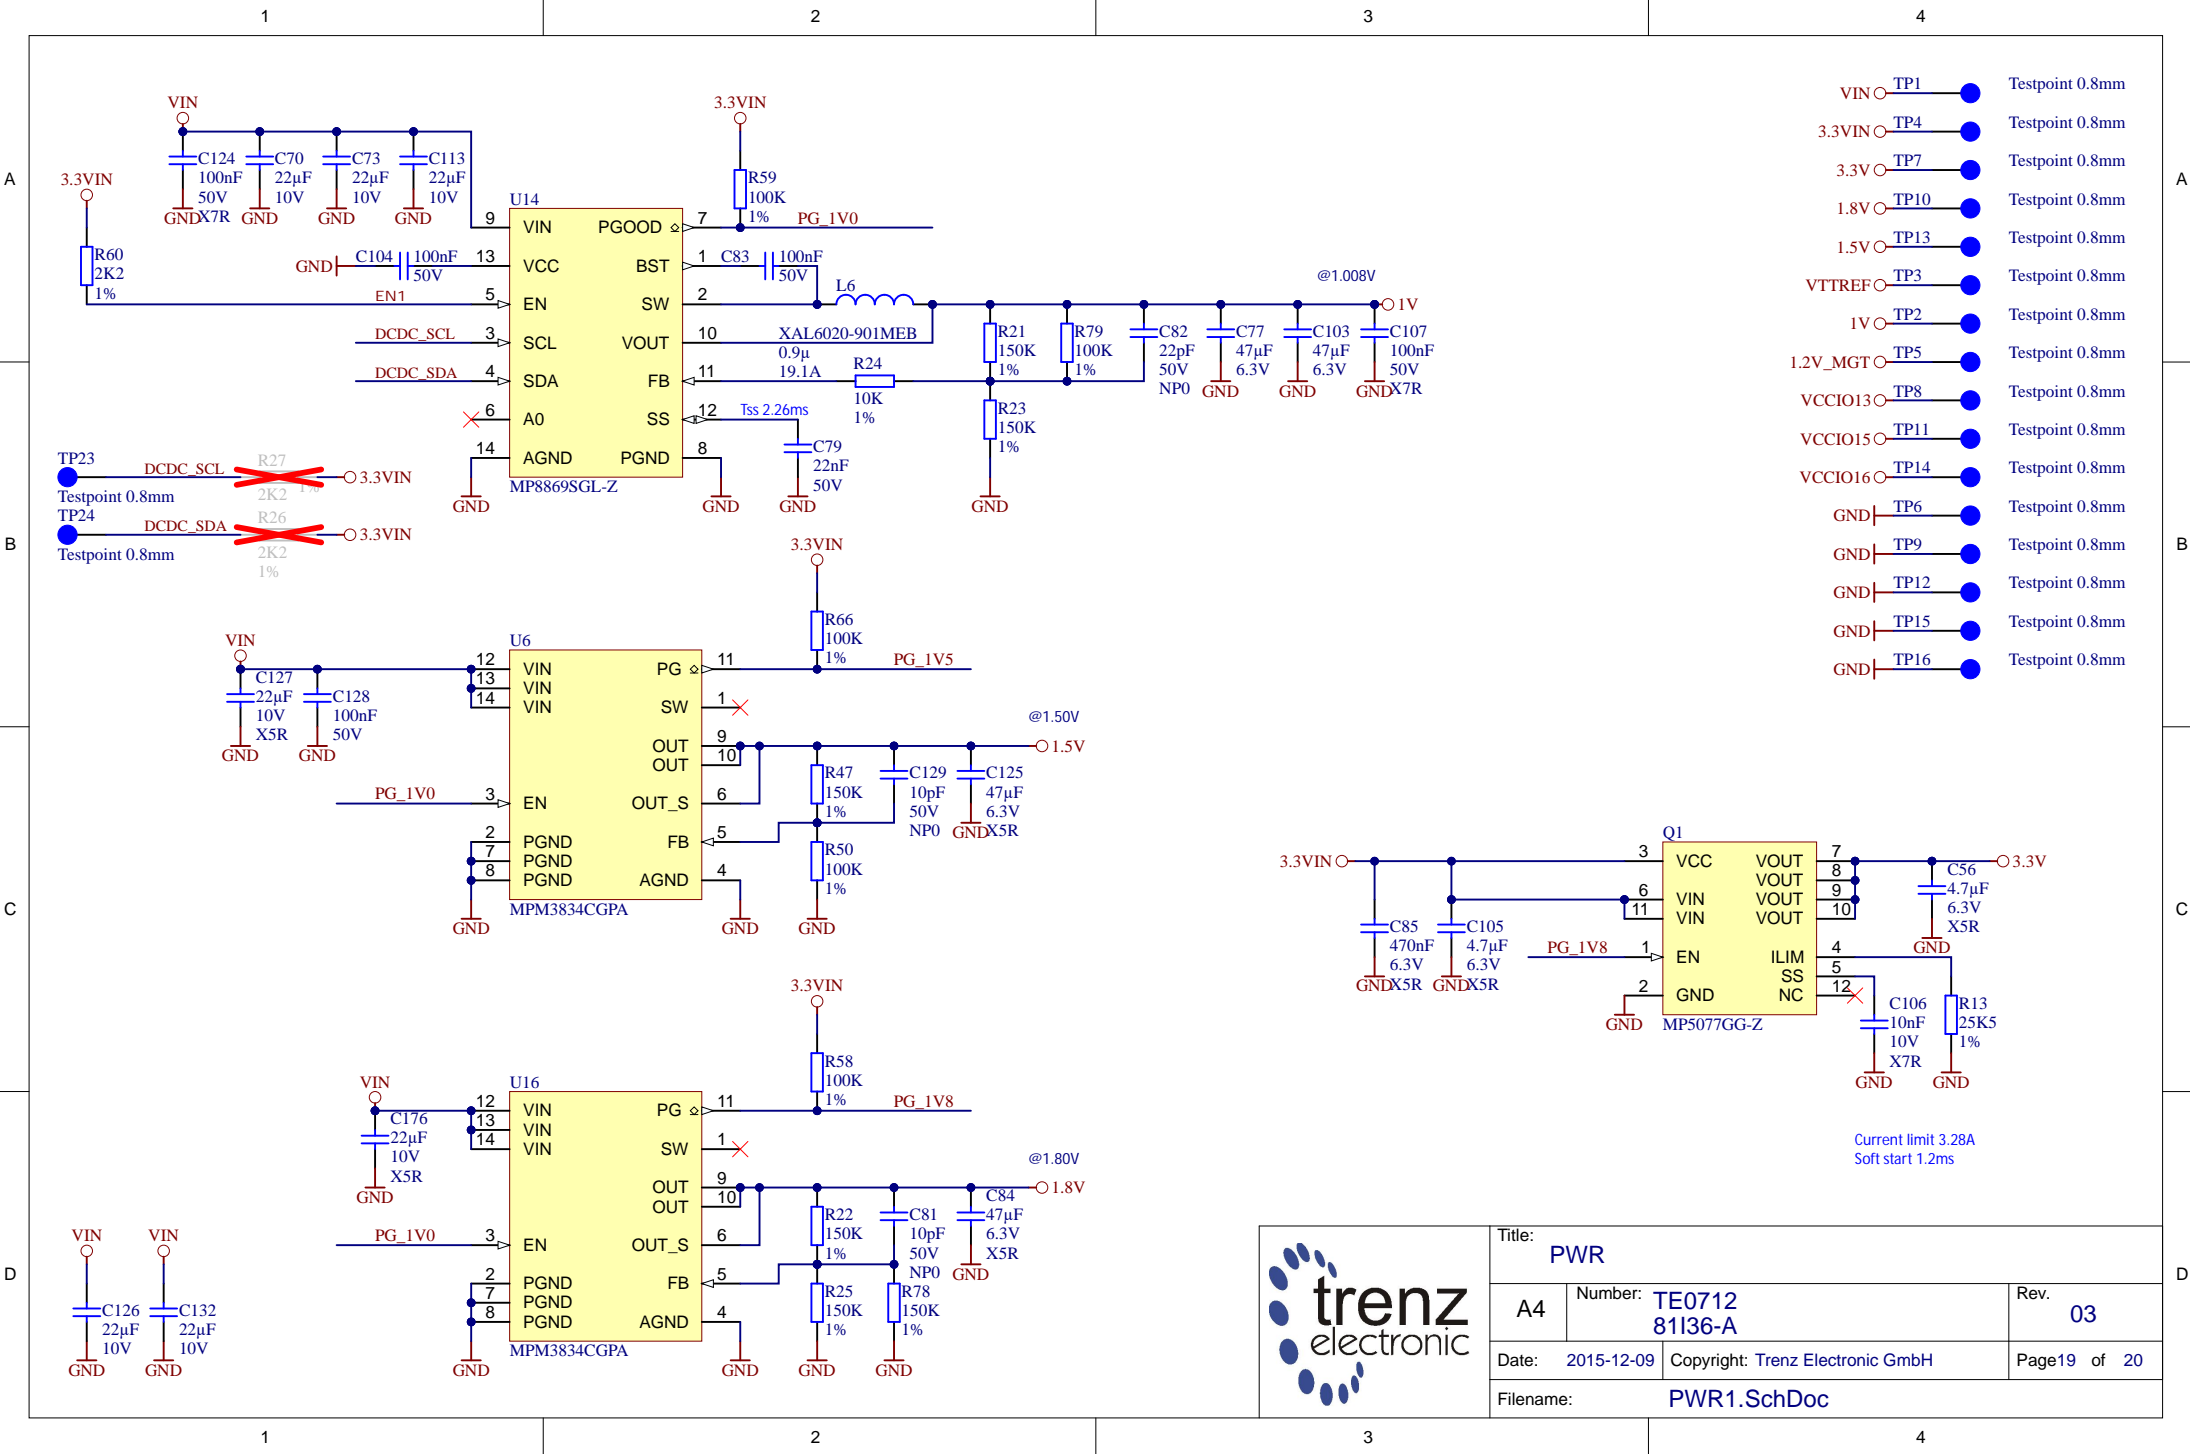 1 2 3 4
A A
B B
C C
D D
1 2 3 4
VIN
C124
100nF
50V
X7R
GND
C70
22µF
10V
GND
C73
22µF
10V
GND
C113
22µF
10V
GND
3.3VIN
R60
2K2
1%
EN1
GND
C104
100nF
50V
DCDC_SCL
DCDC_SDA
U14
9 VIN
13 VCC
5 EN
3 SCL
4 SDA
6 A0
14 AGND
PGOOD 7
BST 1
SW 2
VOUT 10
FB 11
SS 12
PGND 8
MP8869SGL-Z
GND
GND
3.3VIN
R59
100K
1%
PG_1V0
C83
100nF
50V
L6
XAL6020-901MEB
0.9µ
19.1A
R24
10K
1%
Tss 2.26ms
C79
22nF
50V
GND
R21
150K
1%
R79
100K
1%
R23
150K
1%
GND
C82
22pF
50V
NP0
C77
47µF
6.3V
GND
C103
47µF
6.3V
GND
C107
100nF
50V
X7R
GND
@1.008V
1V
TP23
Testpoint 0.8mm
DCDC_SCL
R27
2K2
1%
3.3VIN
TP24
Testpoint 0.8mm
DCDC_SDA
R26
2K2
1%
3.3VIN
VIN
C127
22µF
10V
X5R
GND
C128
100nF
50V
GND
PG_1V0
U6
12 VIN
13 VIN
14 VIN
3 EN
2 PGND
7 PGND
8 PGND
PG 11
SW 1
OUT 9
OUT 10
OUT_S 6
FB 5
AGND 4
MPM3834CGPA
GND
GND
3.3VIN
R66
100K
1%
PG_1V5
R47
150K
1%
R50
100K
1%
GND
C129
10pF
50V
NP0
C125
47µF
6.3V
X5R
GND
@1.50V
1.5V
VIN
C176
22µF
10V
X5R
GND
PG_1V0
U16
12 VIN
13 VIN
14 VIN
3 EN
2 PGND
7 PGND
8 PGND
PG 11
SW 1
OUT 9
OUT 10
OUT_S 6
FB 5
AGND 4
MPM3834CGPA
GND
GND
3.3VIN
R58
100K
1%
PG_1V8
R22
150K
1%
R25
150K
1%
GND
C81
10pF
50V
NP0
R78
150K
1%
GND
C84
47µF
6.3V
X5R
GND
@1.80V
1.8V
VIN
C126
22µF
10V
GND
VIN
C132
22µF
10V
GND
VIN TP1 Testpoint 0.8mm
3.3VIN TP4 Testpoint 0.8mm
3.3V TP7 Testpoint 0.8mm
1.8V TP10 Testpoint 0.8mm
1.5V TP13 Testpoint 0.8mm
VTTREF TP3 Testpoint 0.8mm
1V TP2 Testpoint 0.8mm
1.2V_MGT TP5 Testpoint 0.8mm
VCCIO13 TP8 Testpoint 0.8mm
VCCIO15 TP11 Testpoint 0.8mm
VCCIO16 TP14 Testpoint 0.8mm
GND TP6 Testpoint 0.8mm
GND TP9 Testpoint 0.8mm
GND TP12 Testpoint 0.8mm
GND TP15 Testpoint 0.8mm
GND TP16 Testpoint 0.8mm
3.3VIN
C85
470nF
6.3V
X5R
GND
C105
4.7µF
6.3V
X5R
GND
PG_1V8
Q1
3 VCC
6 VIN
11 VIN
1 EN
2 GND
VOUT 7
VOUT 8
VOUT 9
VOUT 10
ILIM 4
SS 5
NC 12
MP5077GG-Z
GND
3.3V
C56
4.7µF
6.3V
X5R
GND
C106
10nF
10V
X7R
GND
R13
25K5
1%
GND
Current limit 3.28A
Soft start 1.2ms
trenz
electronic
Title:
PWR
A4
Number: TE0712
81I36-A
Rev.
03
Date: 2015-12-09
Copyright: Trenz Electronic GmbH
Page19 of 20
Filename: PWR1.SchDoc